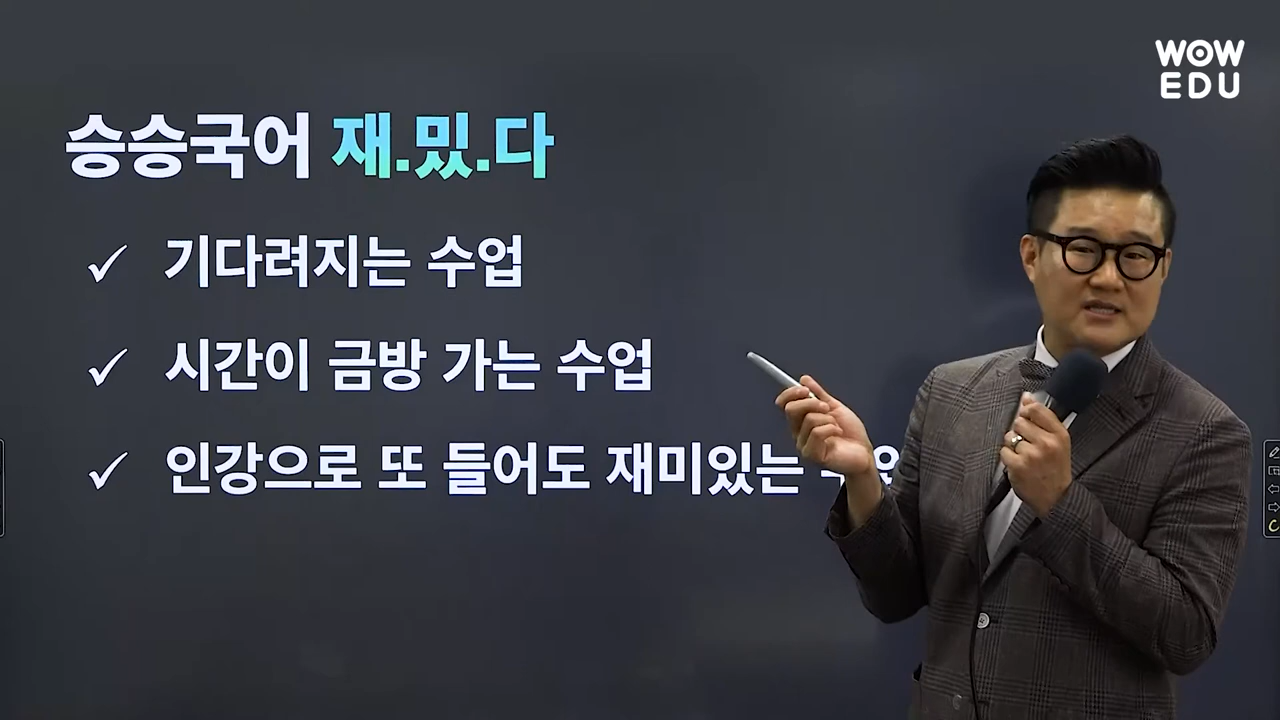 WOW
EDU
승승국어 재.밌.다
✓ 기다려지는 수업
✓ 시간이 금방 가는 수업
✓ 인강으로 또 들어도 재미있는